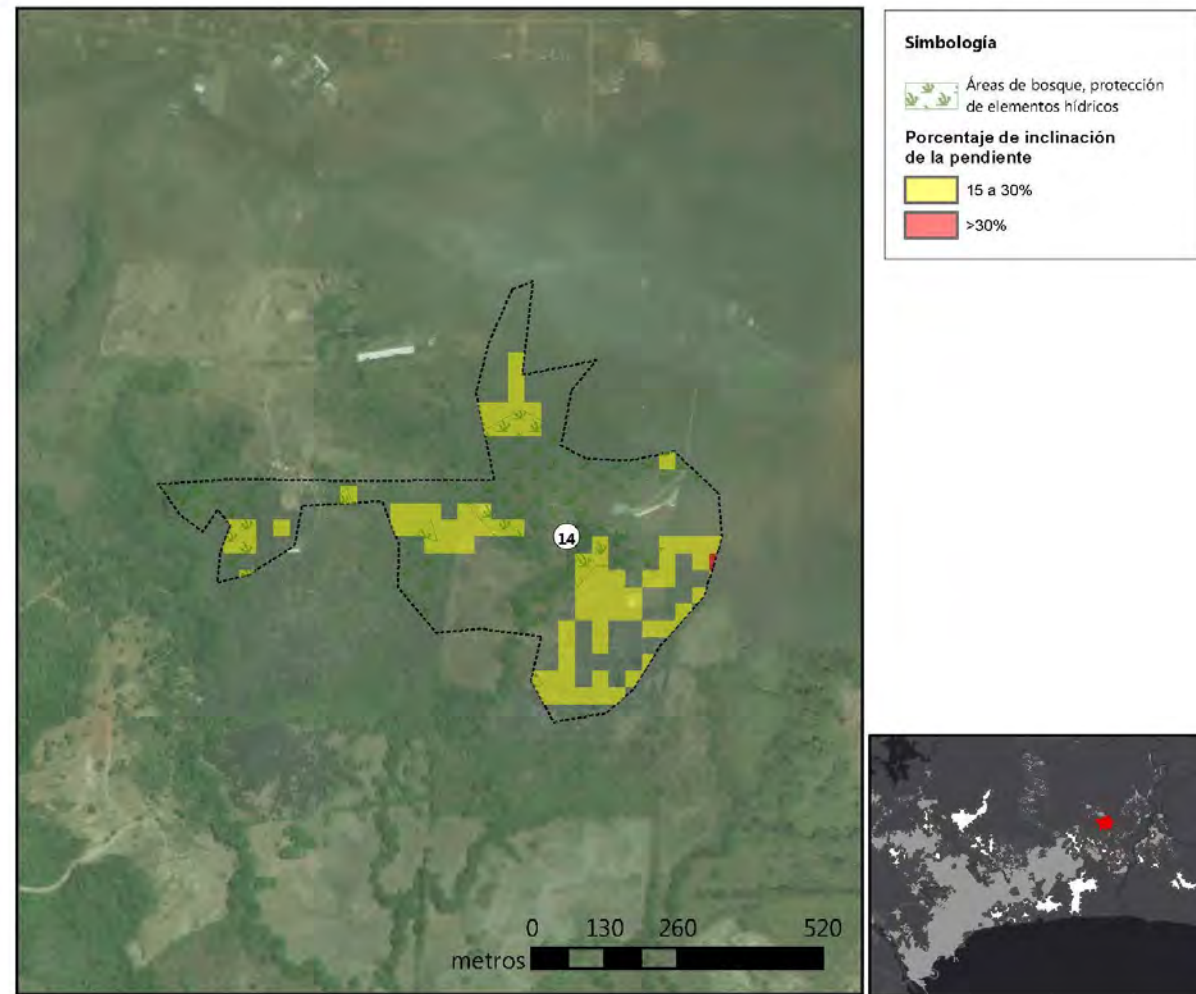 Simbología
Áreas de bosque, protección
de elementos hídricos
Porcentaje de inclinación
de la pendiente
15 a 30%
>30%
14
0 130 260 520
metros